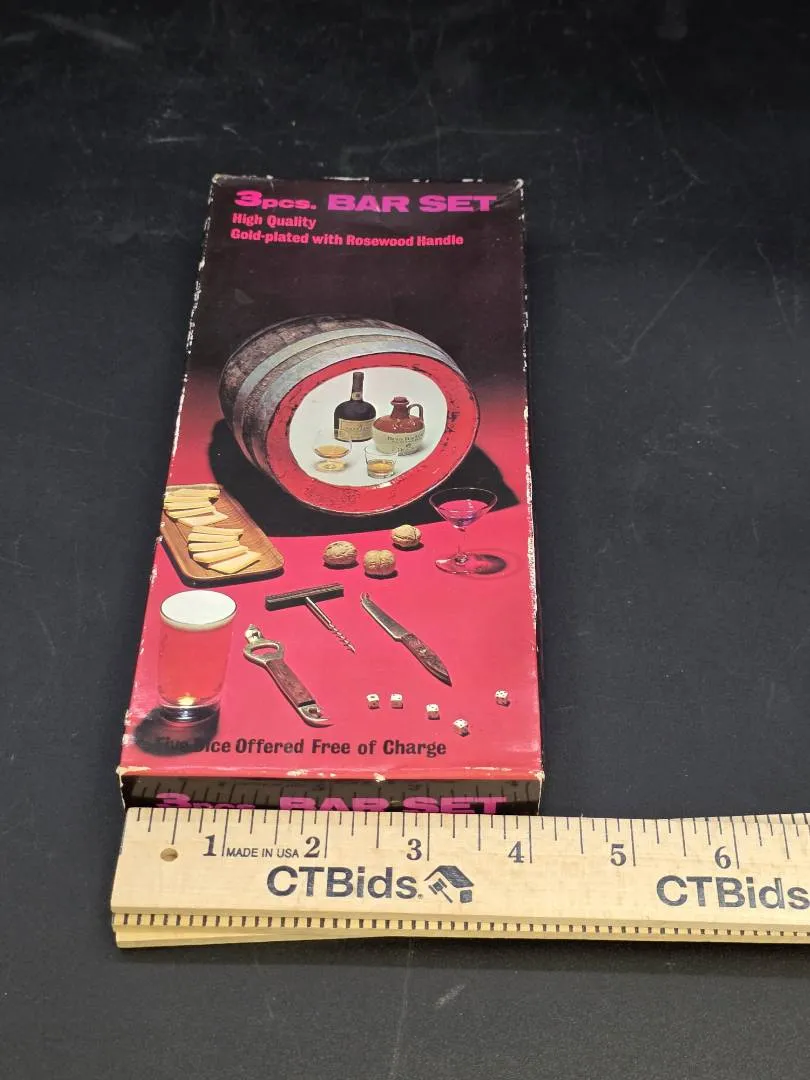 3pcs. BAR SET
High Quality
Gold-plated with Rosewood Handle
Five Dice Offered Free of Charge
3pcs. BAR SET
1 MADE IN USA 2 3 4 5 6
CTBids. CTBids